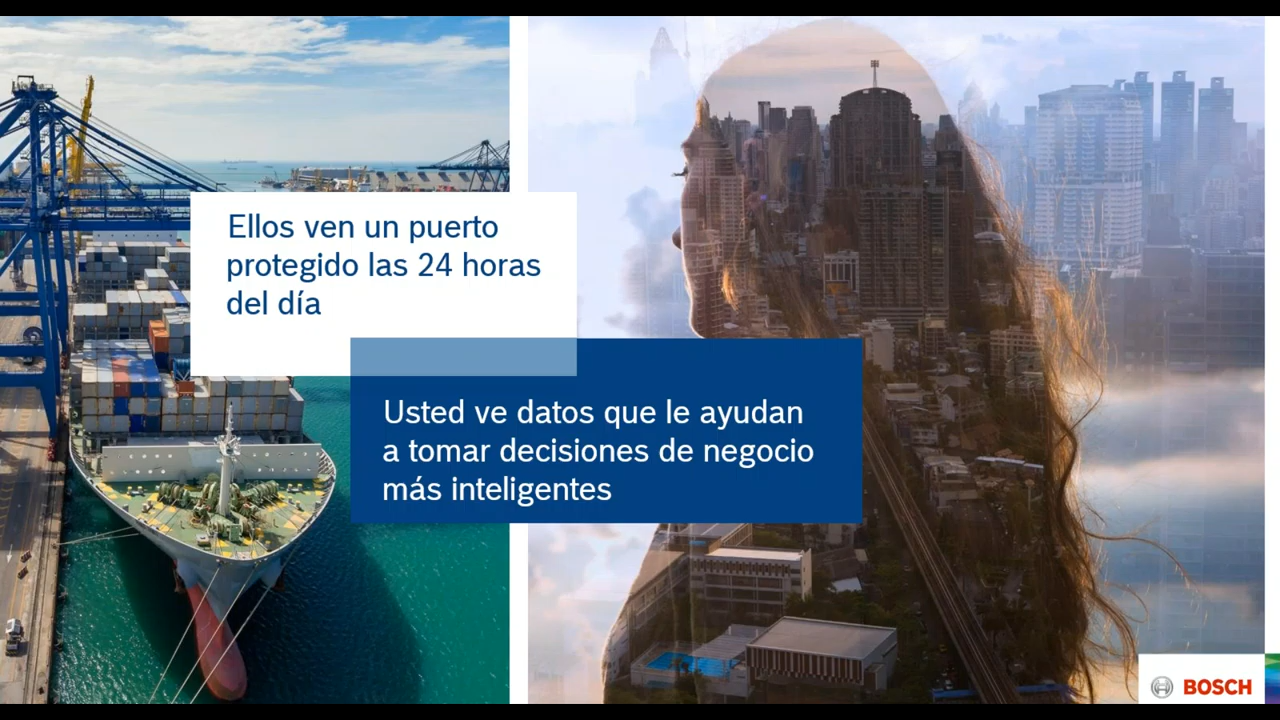 Ellos ven un puerto
protegido las 24 horas
del día
Usted ve datos que le ayudan
a tomar decisiones de negocio
más inteligentes
BOSCH